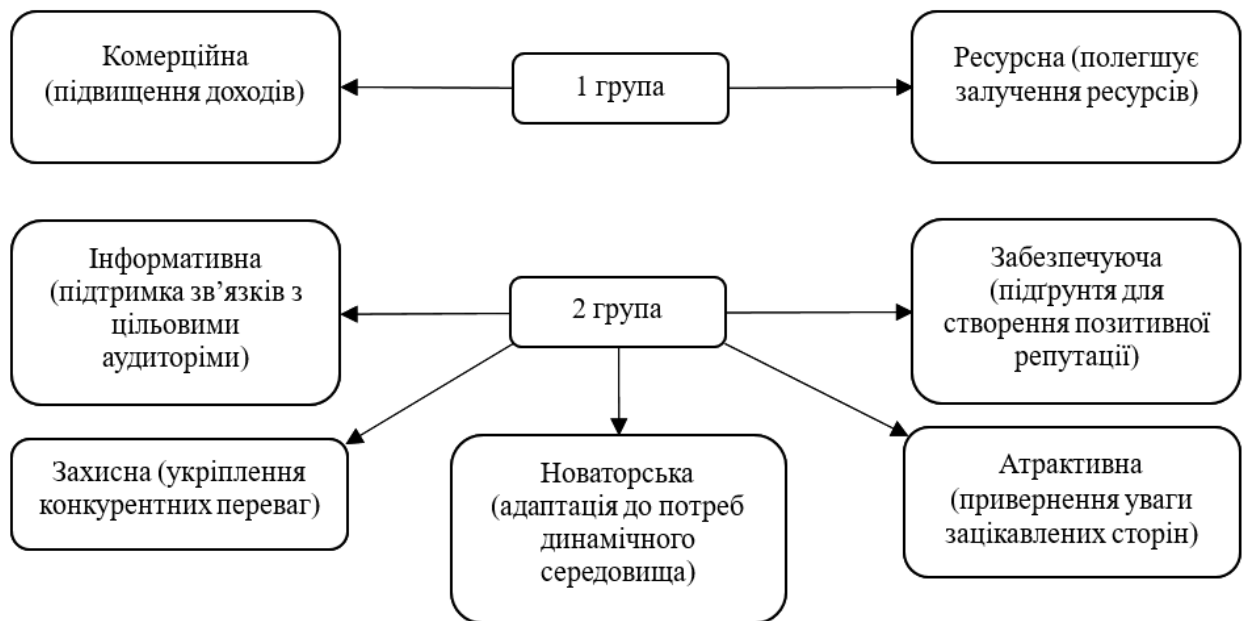 Комерційна
(підвищення доходів)
1 група
Ресурсна (полегшує
залучення ресурсів)
Інформативна
(підтримка зв’язків з
цільовими
аудиторіми)
2 група
Забезпечуюча
(підґрунтя для
створення позитивної
репутації)
Захисна (укріплення
конкурентних переваг)
Новаторська
(адаптація до потреб
динамічного
середовища)
Атрактивна
(привернення уваги
зацікавлених сторін)